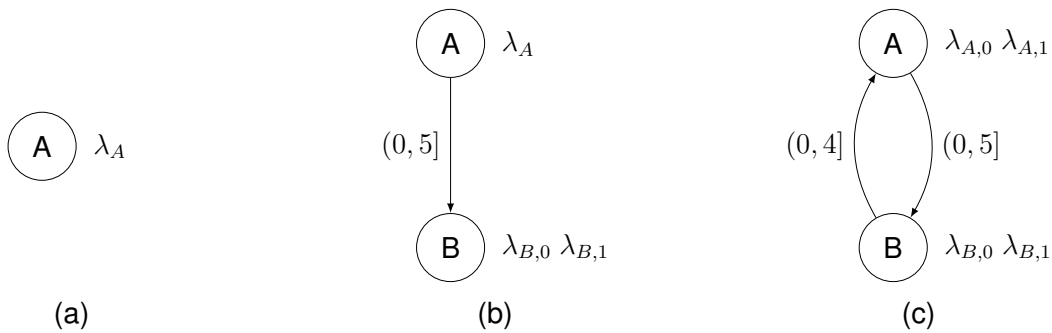 A λ_A
(a)
A λ_A
(0, 5]
B λ_{B,0} λ_{B,1}
(b)
A λ_{A,0} λ_{A,1}
(0, 4] (0, 5]
B λ_{B,0} λ_{B,1}
(c)